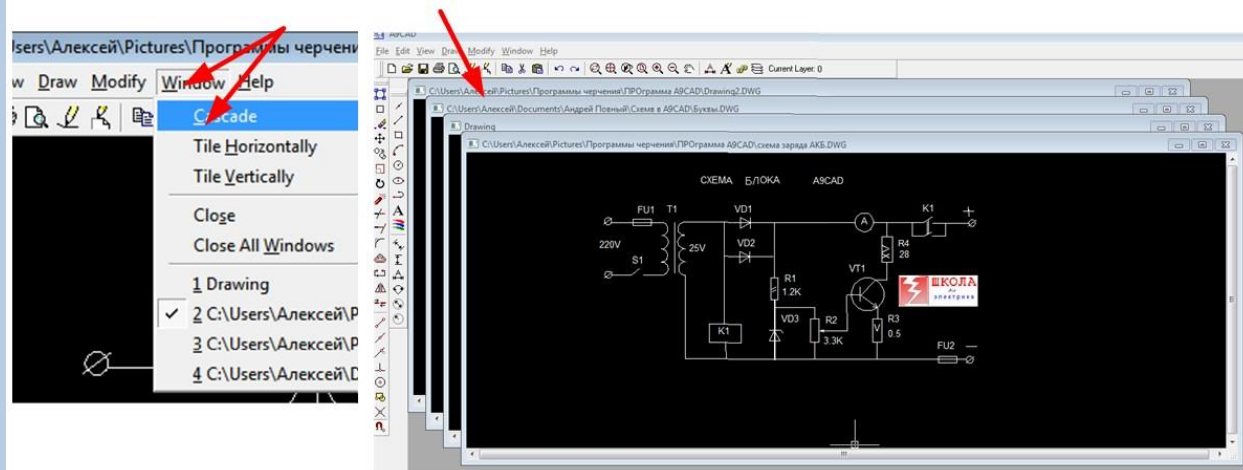 Jsers\Алексей\Pictures\Программы черчени
w Draw Modify Window Help
Cascade
Tile Horizontally
Tile Vertically
Close
Close All Windows
1 Drawing
2 C:\Users\Алексей\P
3 C:\Users\Алексей\P
4 C:\Users\Алексей\D
A9CAD
File Edit View Draw Modify Window Help
Current Layer: 0
C:\Users\Алексей\Pictures\Программы черчения\ПРОграмма A9CAD\Drawing2.DWG
C:\Users\Алексей\Documents\Андрей Повный\Схема в A9CAD\Буквы.DWG
Drawing
C:\Users\Алексей\Pictures\Программы черчения\ПРОграмма A9CAD\схема заряда АКБ.DWG
СХЕМА БЛОКА A9CAD
FU1 T1 VD1 A K1 +
220V 25V VD2 R4
S1 28
VT1
R1
1.2K
ШКОЛА
для
электрика
K1 VD3 R2 V R3
3.3K 0.5
FU2 —